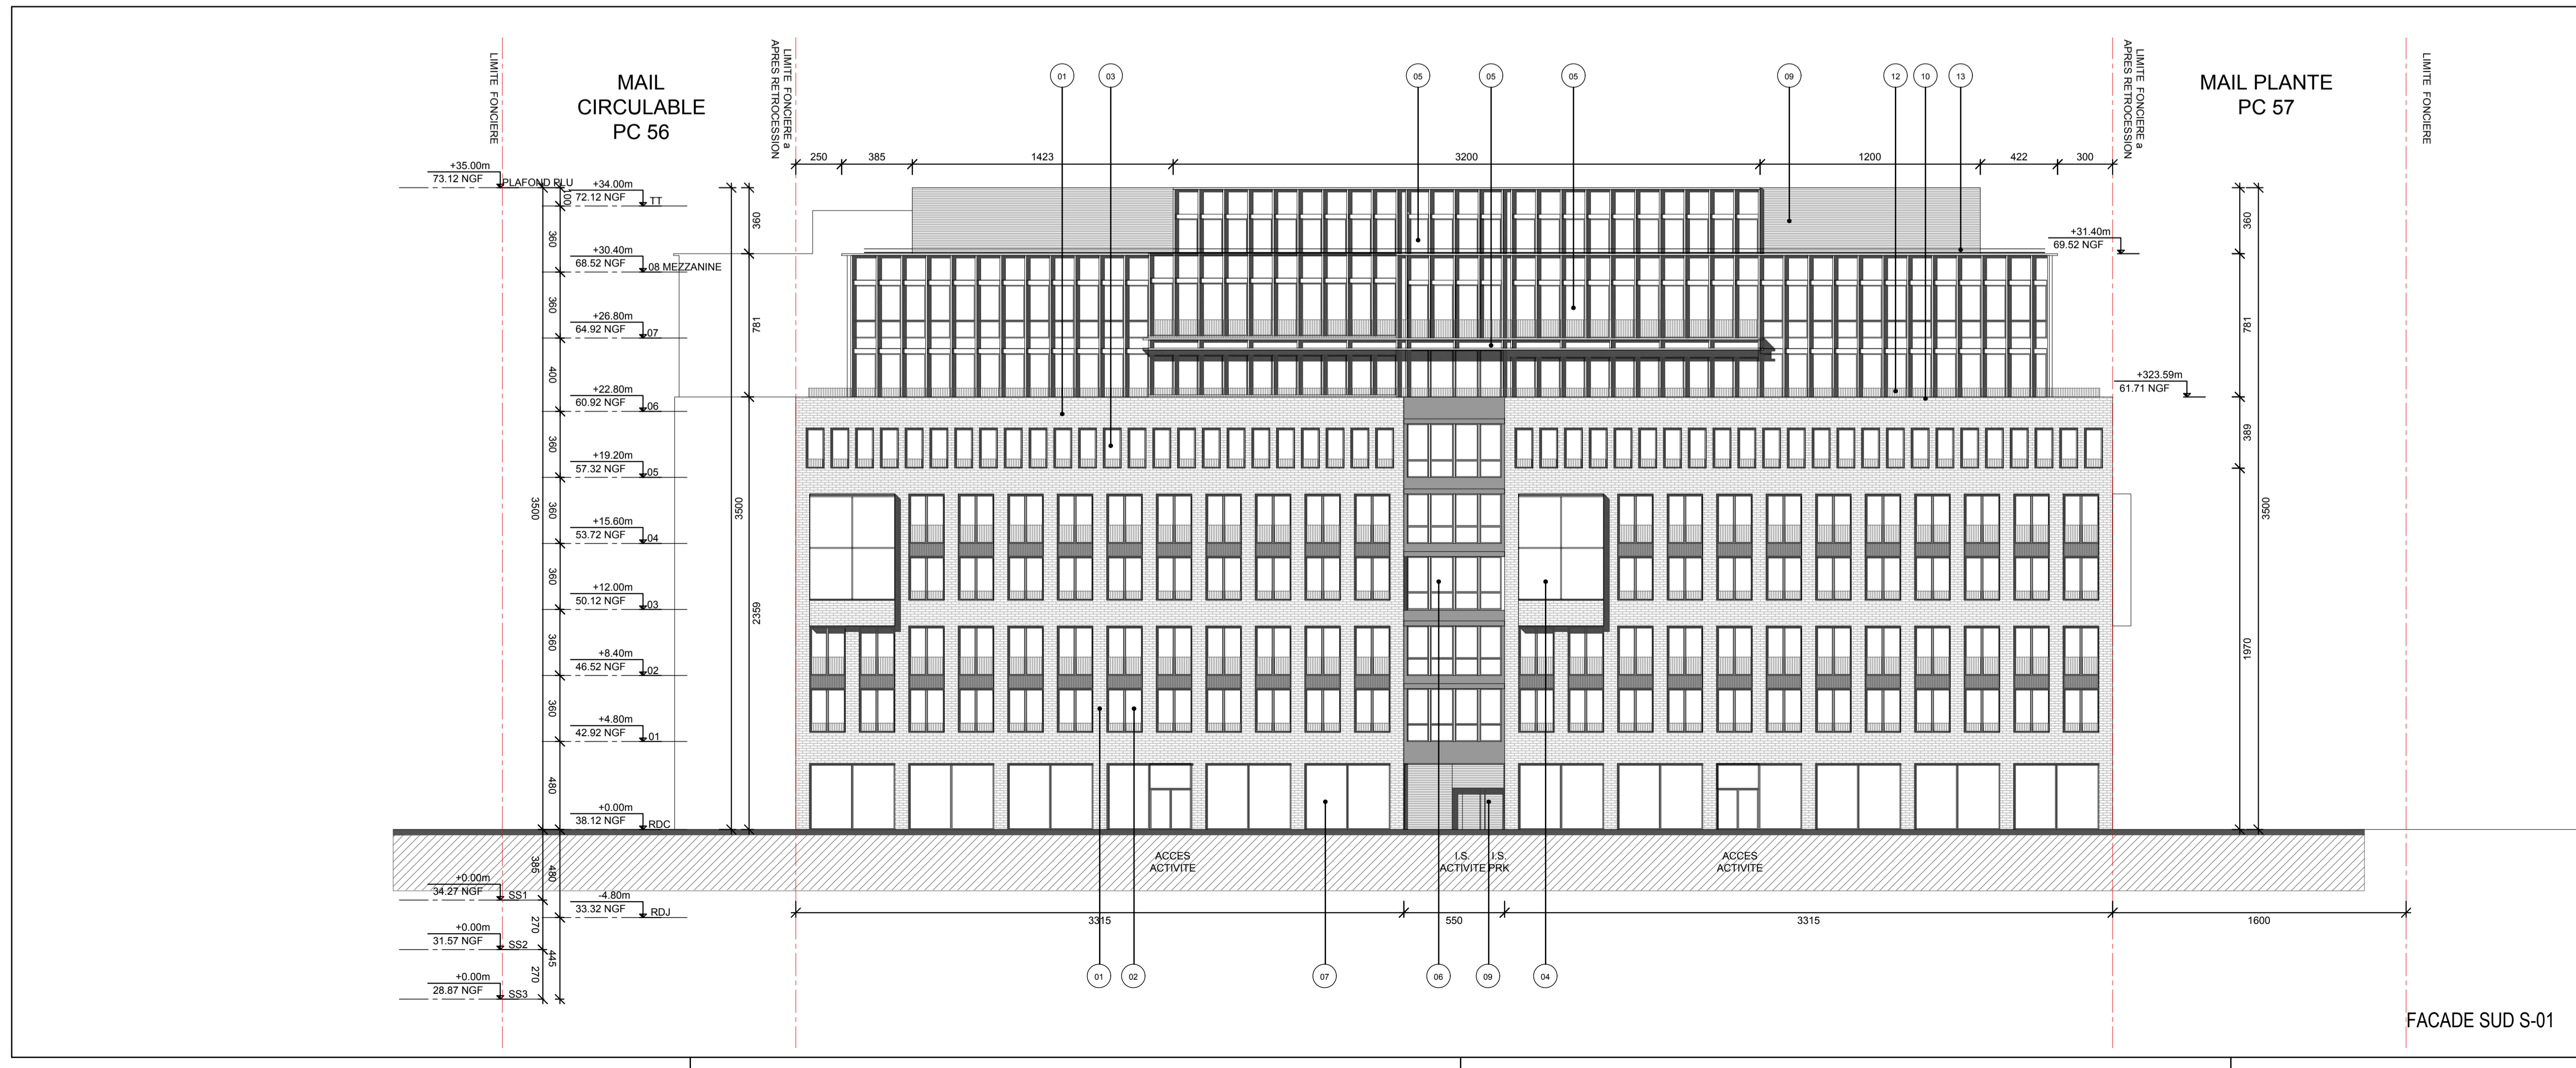 LIMITE FONCIERE
MAIL
CIRCULABLE
PC 56
LIMITE FONCIERE a
APRES RETROCESSION
01
03
05
05
05
09
12
10
13
LIMITE FONCIERE a
APRES RETROCESSION
MAIL PLANTE
PC 57
LIMITE FONCIERE
250
385
1423
3200
1200
422
300
+35.00m
73.12 NGF
PLAFOND PLU
100
+34.00m
72.12 NGF
TT
360
+30.40m
68.52 NGF
08 MEZZANINE
360
+26.80m
64.92 NGF
07
400
+22.80m
60.92 NGF
06
360
+19.20m
57.32 NGF
05
360
+15.60m
53.72 NGF
04
360
+12.00m
50.12 NGF
03
360
+8.40m
46.52 NGF
02
360
+4.80m
42.92 NGF
01
480
+0.00m
38.12 NGF
RDC
3500
3500
360
781
2359
+31.40m
69.52 NGF
+323.59m
61.71 NGF
360
781
389
1970
3500
385
480
+0.00m
34.27 NGF
SS1
-4.80m
33.32 NGF
RDJ
270
+0.00m
31.57 NGF
SS2
445
270
+0.00m
28.87 NGF
SS3
ACCES
ACTIVITE
I.S.
ACTIVITE
I.S.
PRK
ACCES
ACTIVITE
3315
550
3315
1600
01
02
07
06
09
04
FACADE SUD S-01